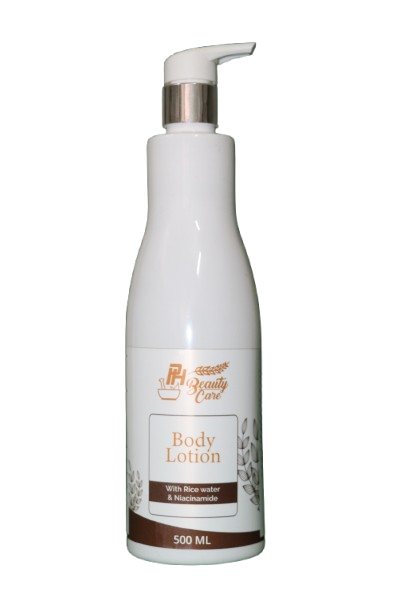 PH Beauty
Care
Body
Lotion
With Rice water
& Niacinamide
500 ML